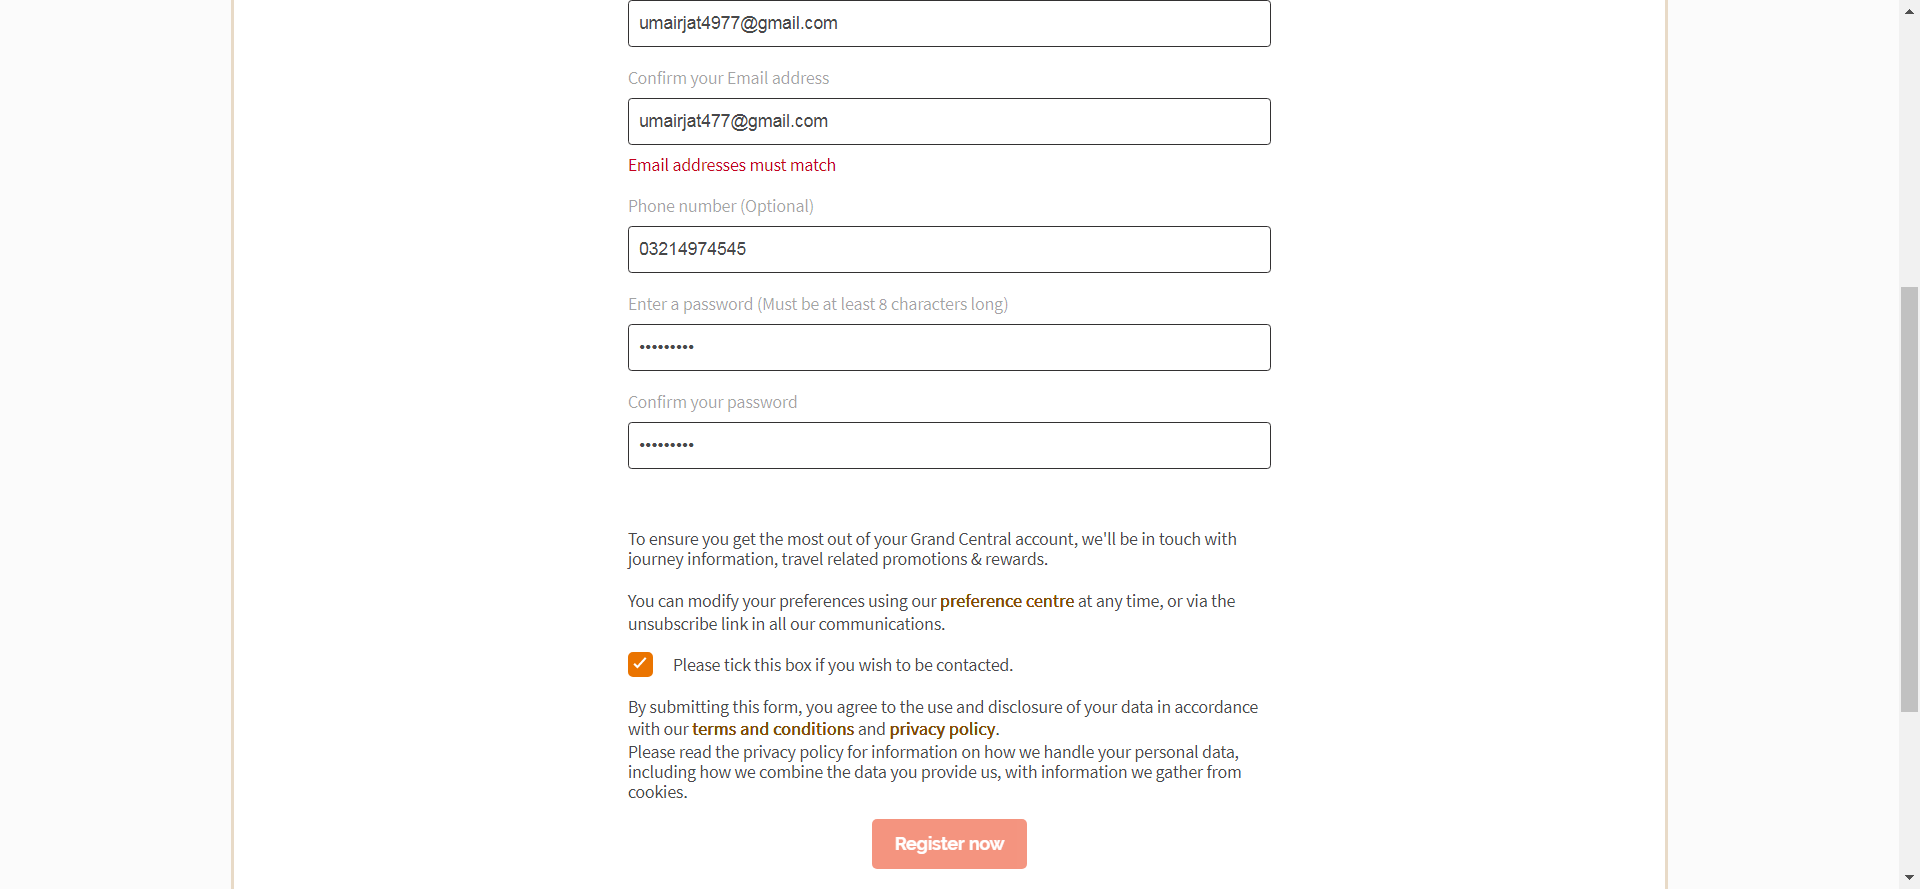 umairjat4977@gmail.com
Confirm your Email address
umairjat477@gmail.com
Email addresses must match
Phone number (Optional)
03214974545
Enter a password (Must be at least 8 characters long)
•••••••••
Confirm your password
•••••••••
To ensure you get the most out of your Grand Central account, we'll be in touch with
journey information, travel related promotions & rewards.
You can modify your preferences using our preference centre at any time, or via the
unsubscribe link in all our communications.
Please tick this box if you wish to be contacted.
By submitting this form, you agree to the use and disclosure of your data in accordance
with our terms and conditions and privacy policy.
Please read the privacy policy for information on how we handle your personal data,
including how we combine the data you provide us, with information we gather from
cookies.
Register now